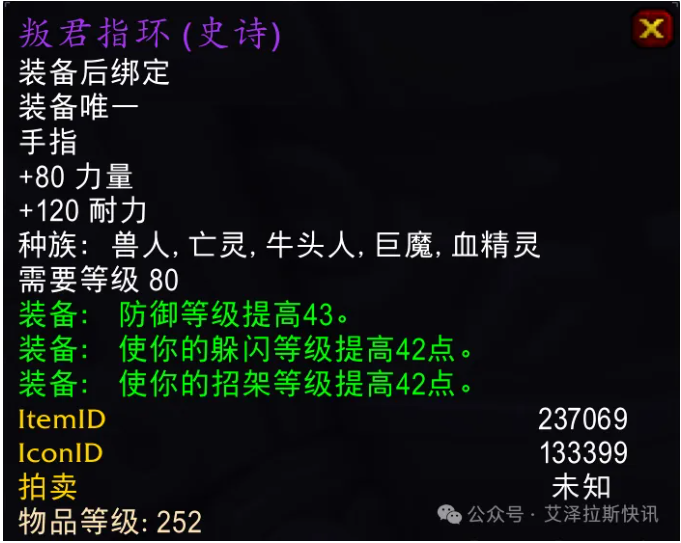 叛君指环 (史诗)
装备后绑定
装备唯一
手指
+80 力量
+120 耐力
种族: 兽人, 亡灵, 牛头人, 巨魔, 血精灵
需要等级 80
装备: 防御等级提高43。
装备: 使你的躲闪等级提高42点。
装备: 使你的招架等级提高42点。
ItemID 237069
IconID 133399
拍卖 未知
物品等级: 252
公众号 · 艾泽拉斯快讯